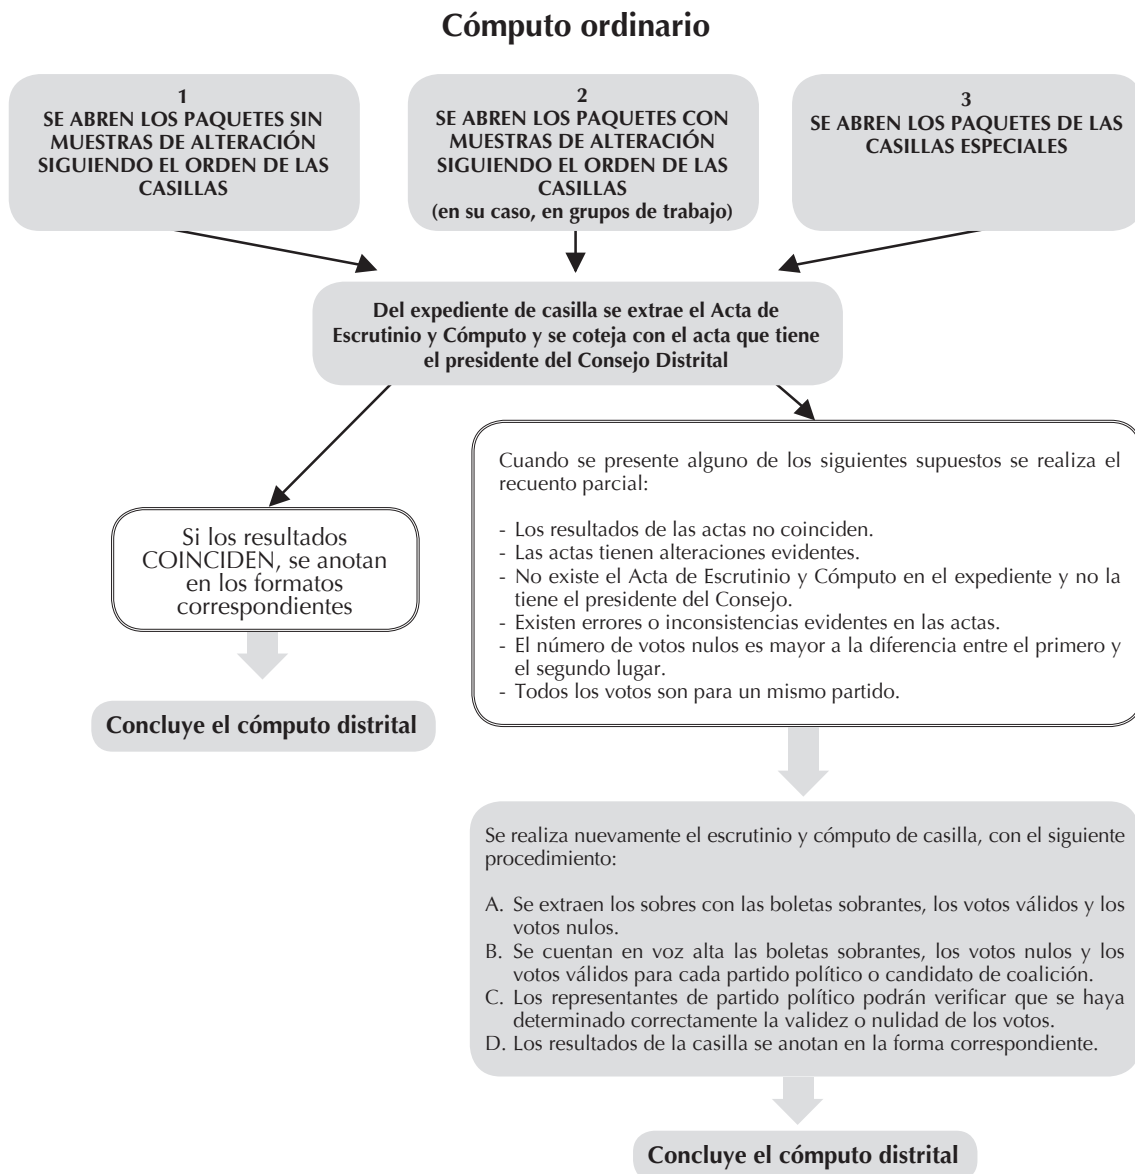 Cómputo ordinario
1
SE ABREN LOS PAQUETES SIN
MUESTRAS DE ALTERACIÓN
SIGUIENDO EL ORDEN DE LAS
CASILLAS
2
SE ABREN LOS PAQUETES CON
MUESTRAS DE ALTERACIÓN
SIGUIENDO EL ORDEN DE LAS
CASILLAS
(en su caso, en grupos de trabajo)
3
SE ABREN LOS PAQUETES DE LAS
CASILLAS ESPECIALES
Del expediente de casilla se extrae el Acta de
Escrutinio y Cómputo y se coteja con el acta que tiene
el presidente del Consejo Distrital
Si los resultados
COINCIDEN, se anotan
en los formatos
correspondientes
Concluye el cómputo distrital
Cuando se presente alguno de los siguientes supuestos se realiza el
recuento parcial:
- Los resultados de las actas no coinciden.
- Las actas tienen alteraciones evidentes.
- No existe el Acta de Escrutinio y Cómputo en el expediente y no la
tiene el presidente del Consejo.
- Existen errores o inconsistencias evidentes en las actas.
- El número de votos nulos es mayor a la diferencia entre el primero y
el segundo lugar.
- Todos los votos son para un mismo partido.
Se realiza nuevamente el escrutinio y cómputo de casilla, con el siguiente
procedimiento:
A. Se extraen los sobres con las boletas sobrantes, los votos válidos y los
votos nulos.
B. Se cuentan en voz alta las boletas sobrantes, los votos nulos y los
votos válidos para cada partido político o candidato de coalición.
C. Los representantes de partido político podrán verificar que se haya
determinado correctamente la validez o nulidad de los votos.
D. Los resultados de la casilla se anotan en la forma correspondiente.
Concluye el cómputo distrital